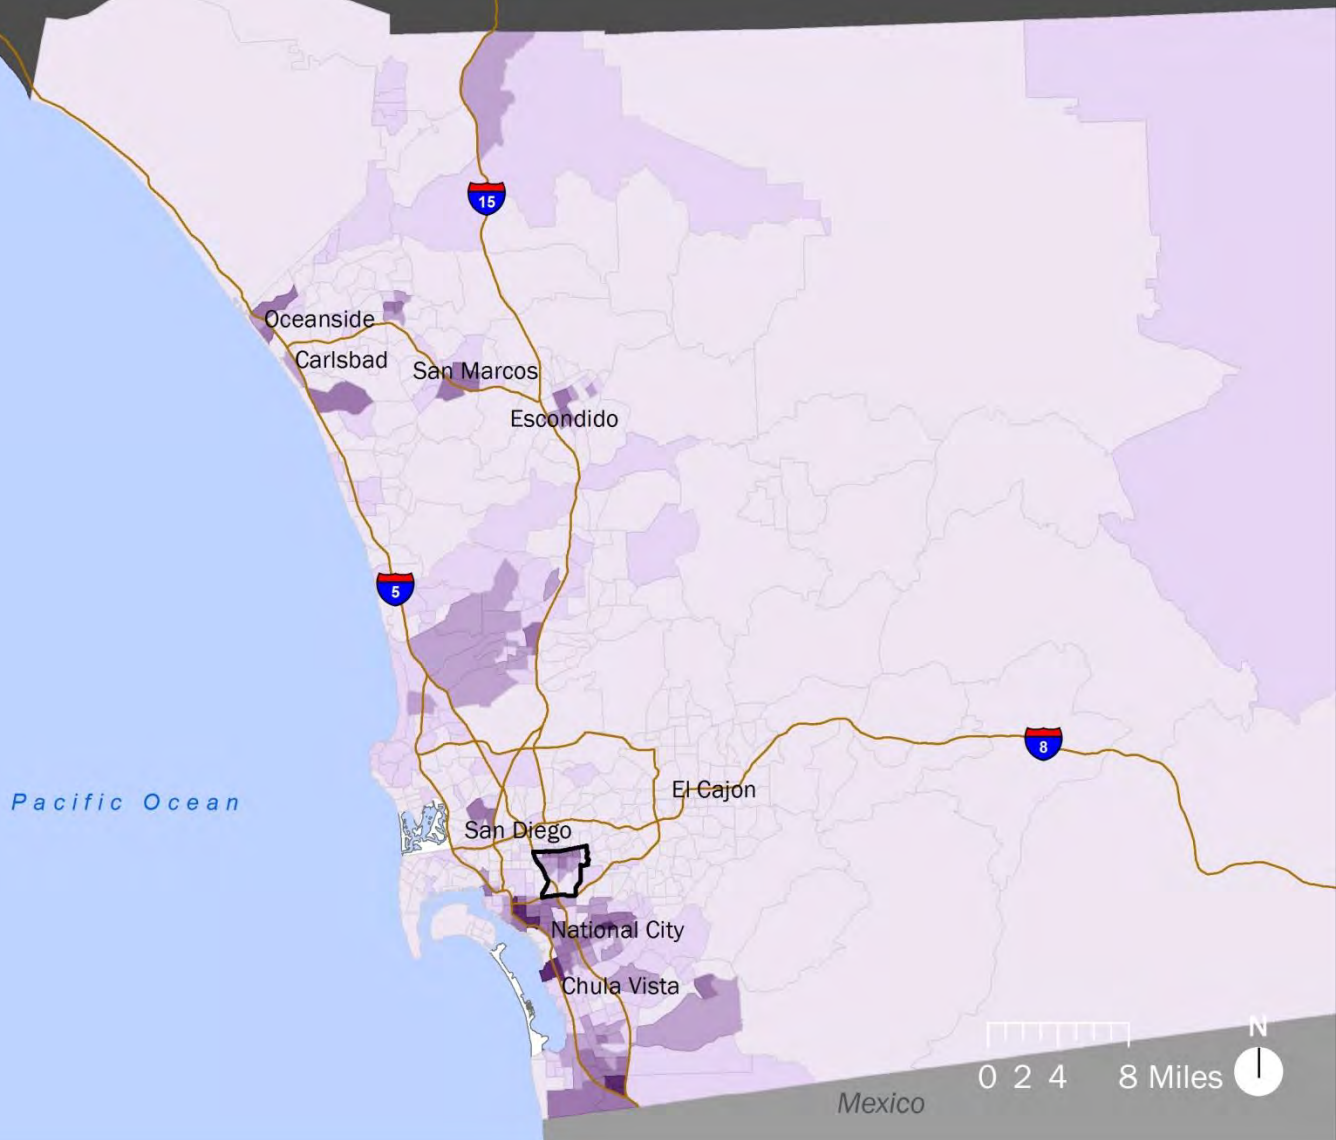 15
Oceanside
Carlsbad
San Marcos
Escondido
5
8
El Cajon
Pacific Ocean
San Diego
National City
Chula Vista
N
0 2 4 8 Miles
Mexico